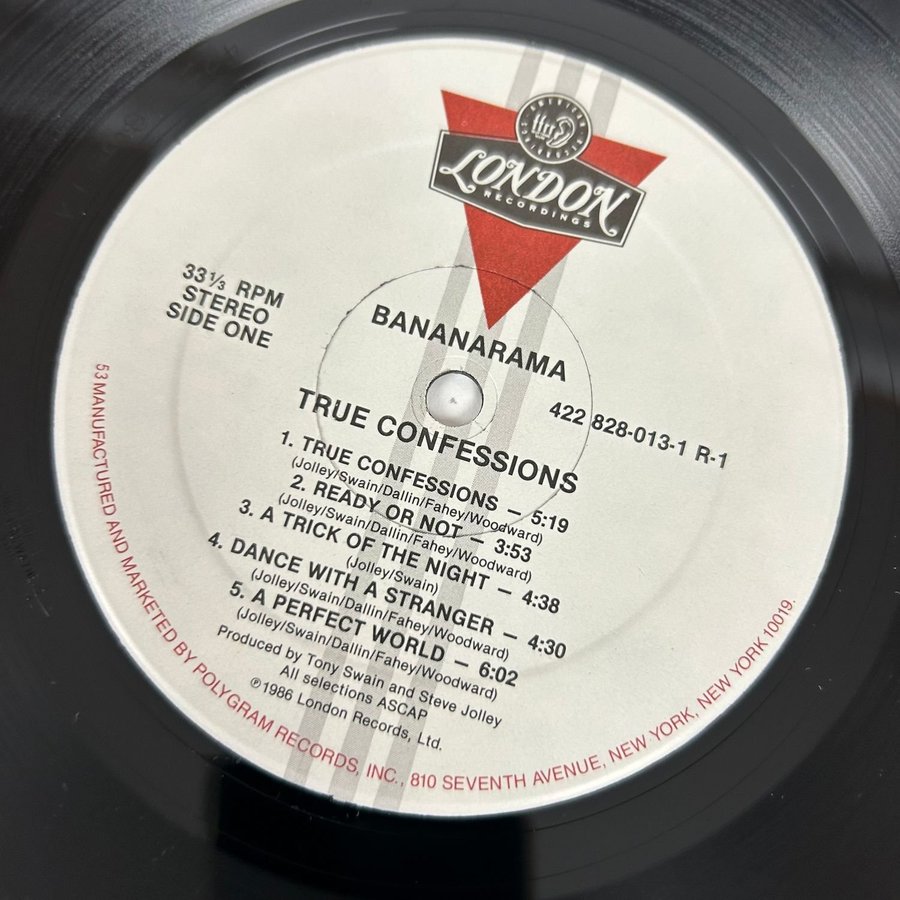 AMERICAN
LONDON
RECORDINGS
33⅓ RPM
STEREO
SIDE ONE
BANANARAMA
422 828-013-1 R-1
TRUE CONFESSIONS
1. TRUE CONFESSIONS – 5:19
(Jolley/Swain/Dallin/Fahey/Woodward)
2. READY OR NOT – 3:53
(Jolley/Swain/Dallin/Fahey/Woodward)
3. A TRICK OF THE NIGHT – 4:38
(Jolley/Swain)
4. DANCE WITH A STRANGER – 4:30
(Jolley/Swain/Dallin/Fahey/Woodward)
5. A PERFECT WORLD – 6:02
(Jolley/Swain/Dallin/Fahey/Woodward)
Produced by Tony Swain and Steve Jolley
All selections ASCAP
℗1986 London Records, Ltd.
53 MANUFACTURED AND MARKETED BY POLYGRAM RECORDS, INC., 810 SEVENTH AVENUE, NEW YORK, NEW YORK 10019.